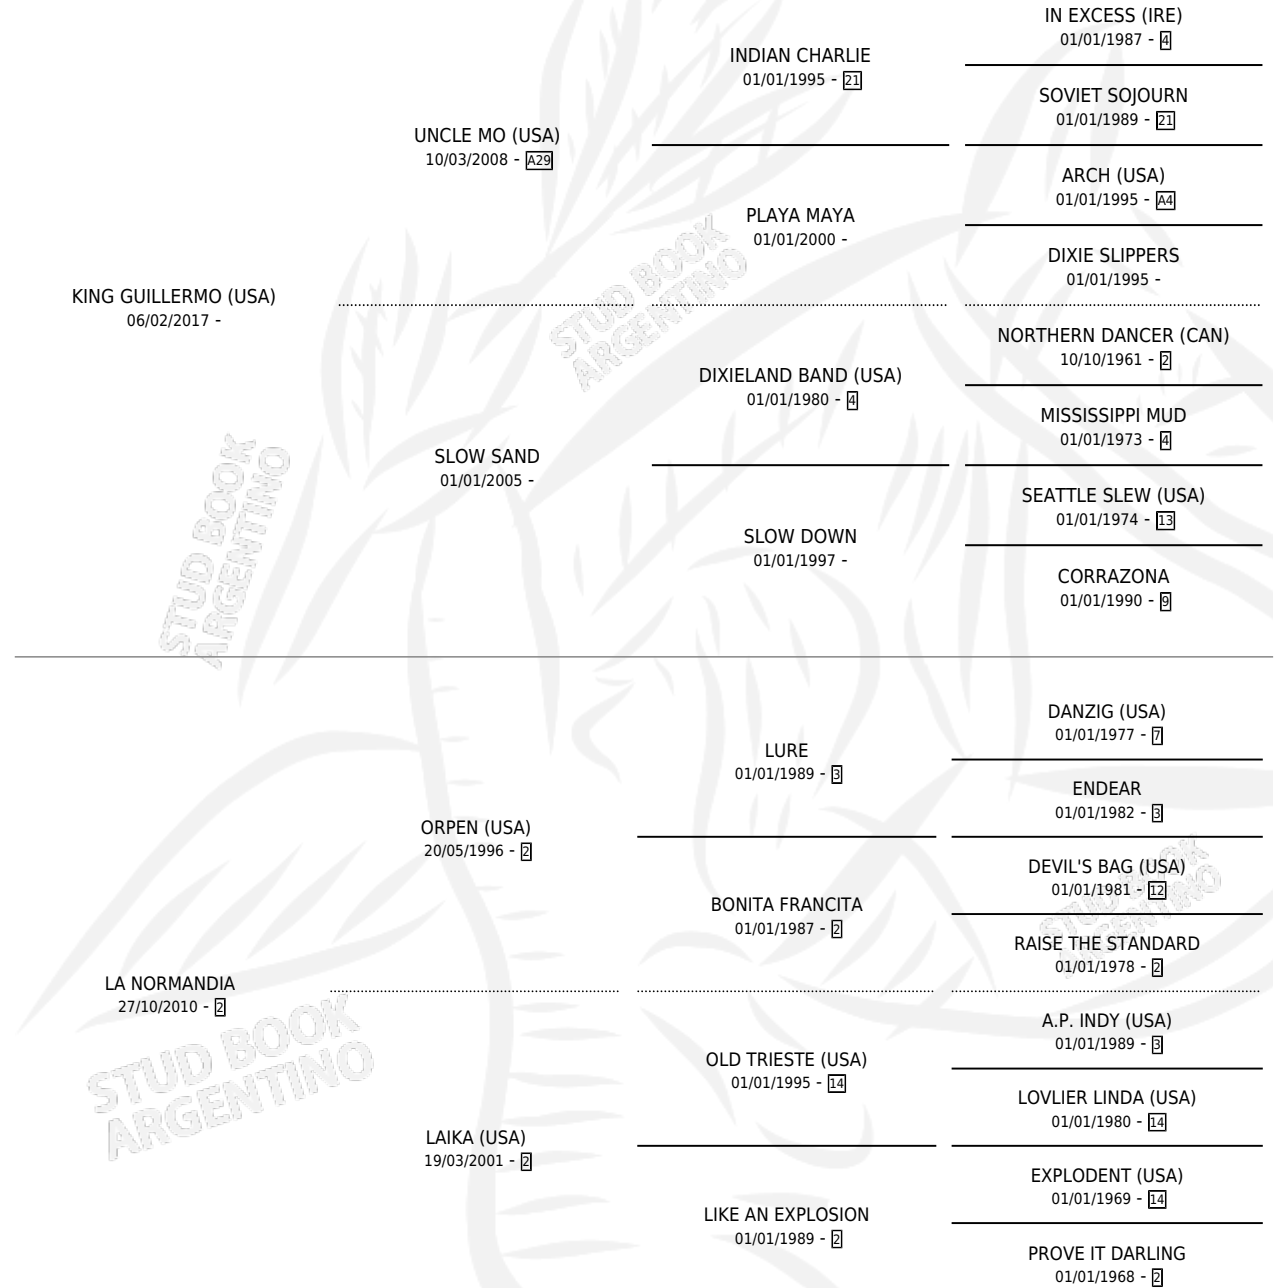 IN EXCESS (IRE)
01/01/1987 - 4
INDIAN CHARLIE
01/01/1995 - 21
SOVIET SOJOURN
01/01/1989 - 21
UNCLE MO (USA)
10/03/2008 - A29
ARCH (USA)
01/01/1995 - A4
PLAYA MAYA
01/01/2000 -
DIXIE SLIPPERS
01/01/1995 -
KING GUILLERMO (USA)
06/02/2017 -
NORTHERN DANCER (CAN)
10/10/1961 - 2
DIXIELAND BAND (USA)
01/01/1980 - 4
MISSISSIPPI MUD
01/01/1973 - 4
SLOW SAND
01/01/2005 -
SEATTLE SLEW (USA)
01/01/1974 - 13
SLOW DOWN
01/01/1997 -
CORRAZONA
01/01/1990 - 9
STUD BOOK
ARGENTINO
STUD BOOK
ARGENTINO
DANZIG (USA)
01/01/1977 - 7
LURE
01/01/1989 - 3
ENDEAR
01/01/1982 - 3
ORPEN (USA)
20/05/1996 - 2
DEVIL'S BAG (USA)
01/01/1981 - 12
BONITA FRANCITA
01/01/1987 - 2
RAISE THE STANDARD
01/01/1978 - 2
STUD BOOK
ARGENTINO
LA NORMANDIA
27/10/2010 - 2
A.P. INDY (USA)
01/01/1989 - 3
OLD TRIESTE (USA)
01/01/1995 - 14
LOVLIER LINDA (USA)
01/01/1980 - 14
LAIKA (USA)
19/03/2001 - 2
EXPLODENT (USA)
01/01/1969 - 14
LIKE AN EXPLOSION
01/01/1989 - 2
PROVE IT DARLING
01/01/1968 - 2
STUD BOOK
ARGENTINO